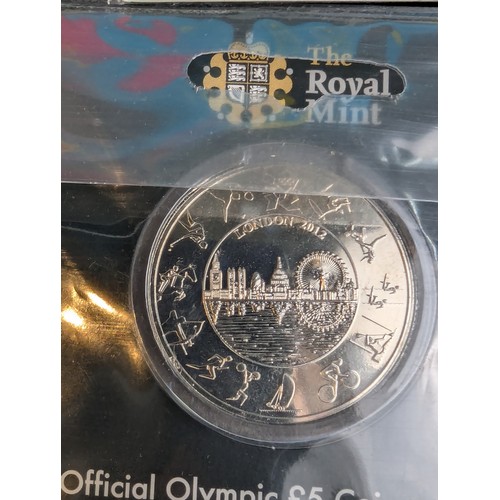 The
Royal
Mint
LONDON 2012
Official Olympic £5 Coin